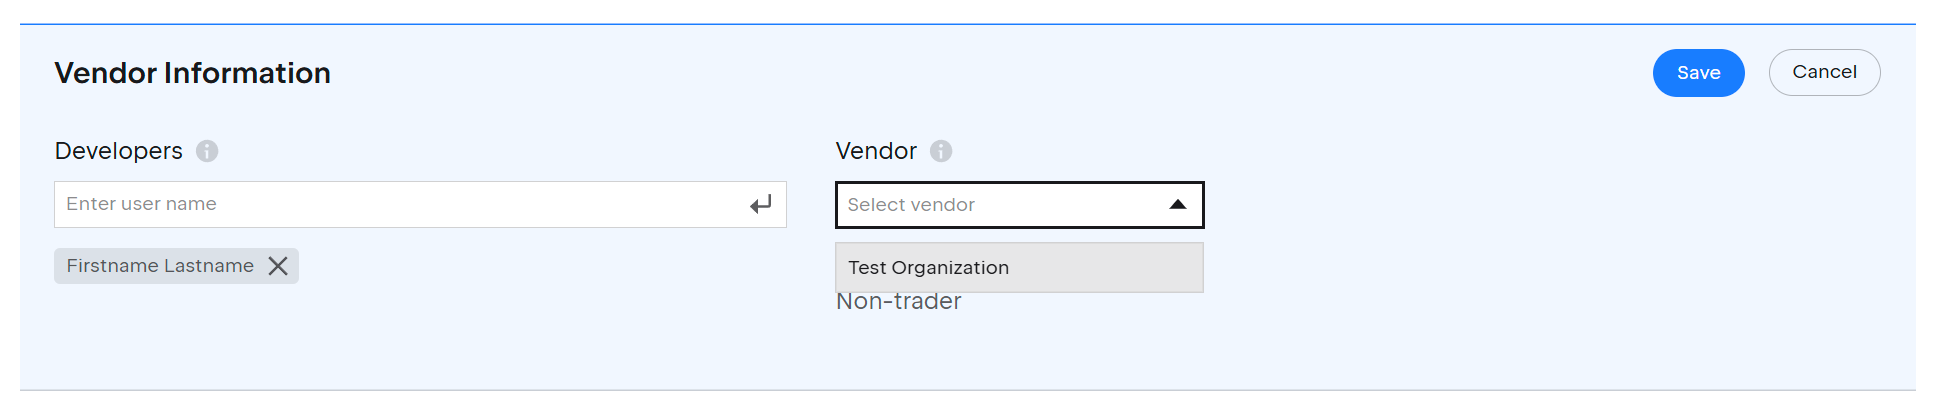 Vendor Information
Save
Cancel
Developers
Vendor
Enter user name
Select vendor
Firstname Lastname
Test Organization
Non-trader